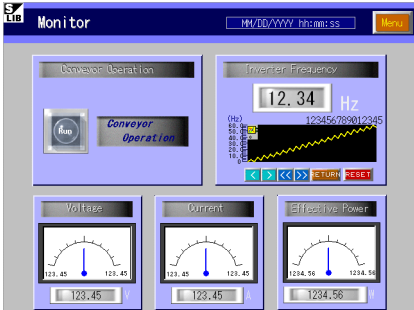 S
LIB
Monitor
MM/DD/YYYY hh:mm:ss
Menu
Conveyor Operation
Run
Conveyor
Operation
Inverter Frequency
12.34 Hz
(Hz)
123456789012345
60.0
50.0
40.0
30.0
20.0
10.0
< > << >> RETURN RESET
Voltage
123.45 123.45
123.45 V
Current
123.45 123.45
123.45 A
Effective Power
1234.56 1234.56
1234.56 W